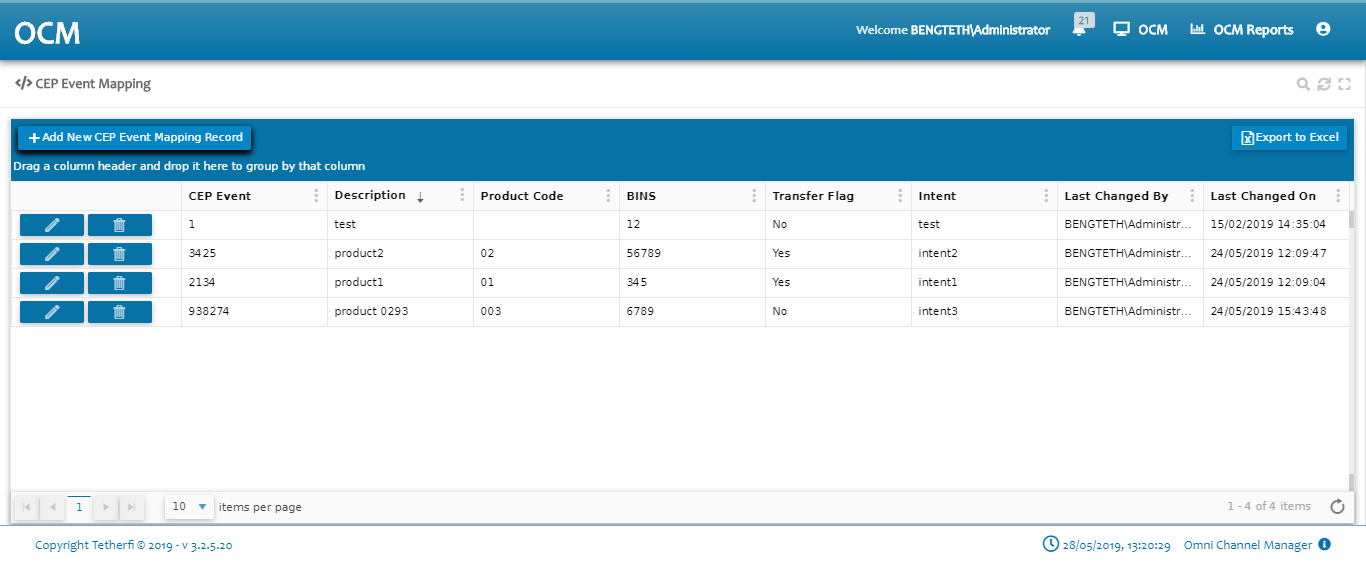 OCM
Welcome BENGTETH\Administrator
21
OCM
OCM Reports
</> CEP Event Mapping
+ Add New CEP Event Mapping Record
Export to Excel
Drag a column header and drop it here to group by that column
CEP Event Description ↓ Product Code BINS Transfer Flag Intent Last Changed By Last Changed On
1 test 12 No test BENGTETH\Administr... 15/02/2019 14:35:04
3425 product2 02 56789 Yes intent2 BENGTETH\Administr... 24/05/2019 12:09:47
2134 product1 01 345 Yes intent1 BENGTETH\Administr... 24/05/2019 12:09:04
938274 product 0293 003 6789 No intent3 BENGTETH\Administr... 24/05/2019 15:43:48
1 10 items per page 1 - 4 of 4 items
Copyright Tetherfi © 2019 - v 3.2.5.20 28/05/2019, 13:20:29 Omni Channel Manager